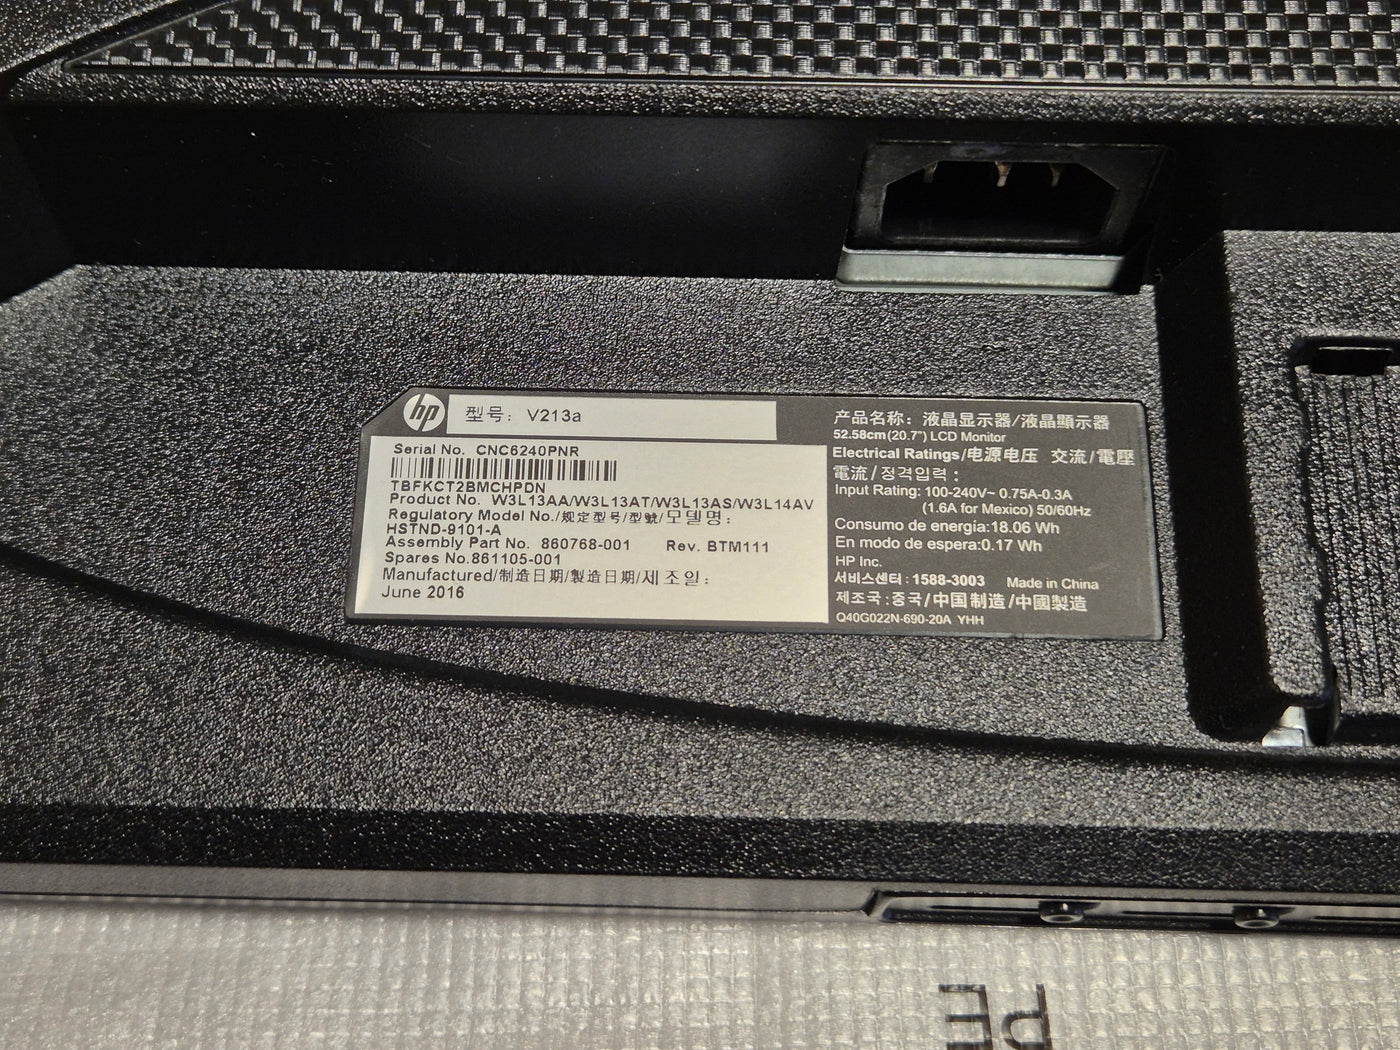 hp
型号: V213a
Serial No. CNC6240PNR
TBFKCT2BMCHPDN
Product No. W3L13AA/W3L13AT/W3L13AS/W3L14AV
Regulatory Model No./规定型号/型號/모델명:
HSTND-9101-A
Assembly Part No. 860768-001 Rev. BTM111
Spares No.861105-001
Manufactured/制造日期/製造日期/제조일:
June 2016
产品名称: 液晶显示器/液晶顯示器
52.58cm(20.7") LCD Monitor
Electrical Ratings/电源电压 交流/電壓
電流/정격입력:
Input Rating: 100-240V~ 0.75A-0.3A
(1.6A for Mexico) 50/60Hz
Consumo de energia:18.06 Wh
En modo de espera:0.17 Wh
HP Inc.
서비스센터: 1588-3003 Made in China
제조국:중국/中国制造/中國製造
Q40G022N-690-20A YHH
PE